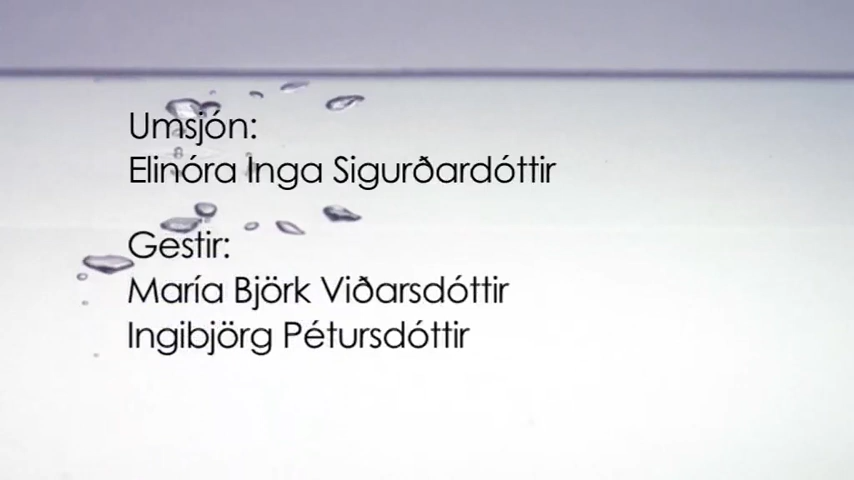 Umsjón:
Elinóra Inga Sigurðardóttir
Gestir:
María Björk Viðarsdóttir
Ingibjörg Pétursdóttir